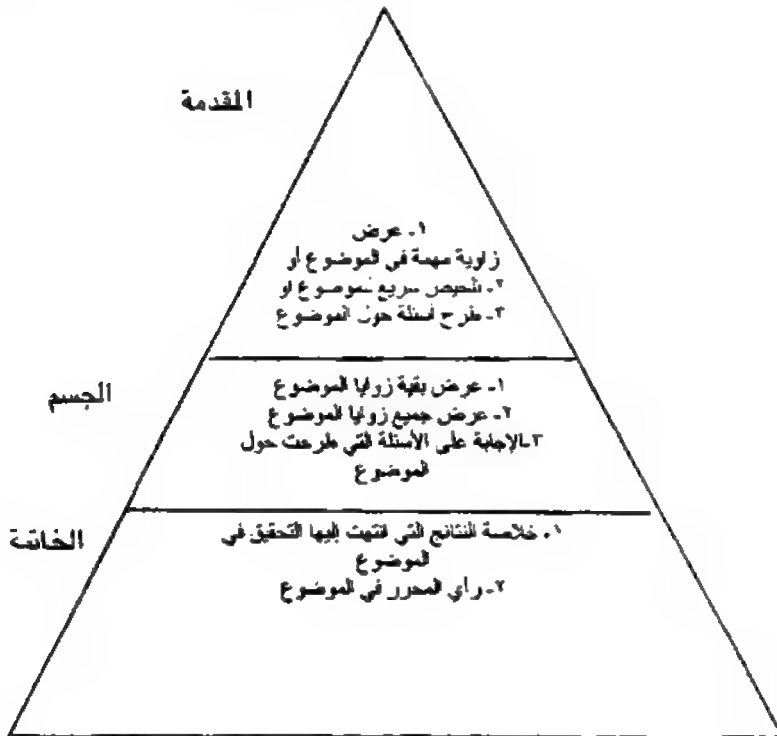 المقدمة
١- عرض
زاوية مهمة في الموضوع أو
٢- تلخيص سريع للموضوع او
٣- طرح أسئلة حول الموضوع
الجسم
١- عرض بقية زوايا الموضوع
٢- عرض جميع زوايا الموضوع
٣-الإجابة على الأسئلة التي طرحت حول
الموضوع
الخاتمة
١- خلاصة النتائج التي انتهت إليها التحقيق في
الموضوع
٢- رأي المحرر في الموضوع